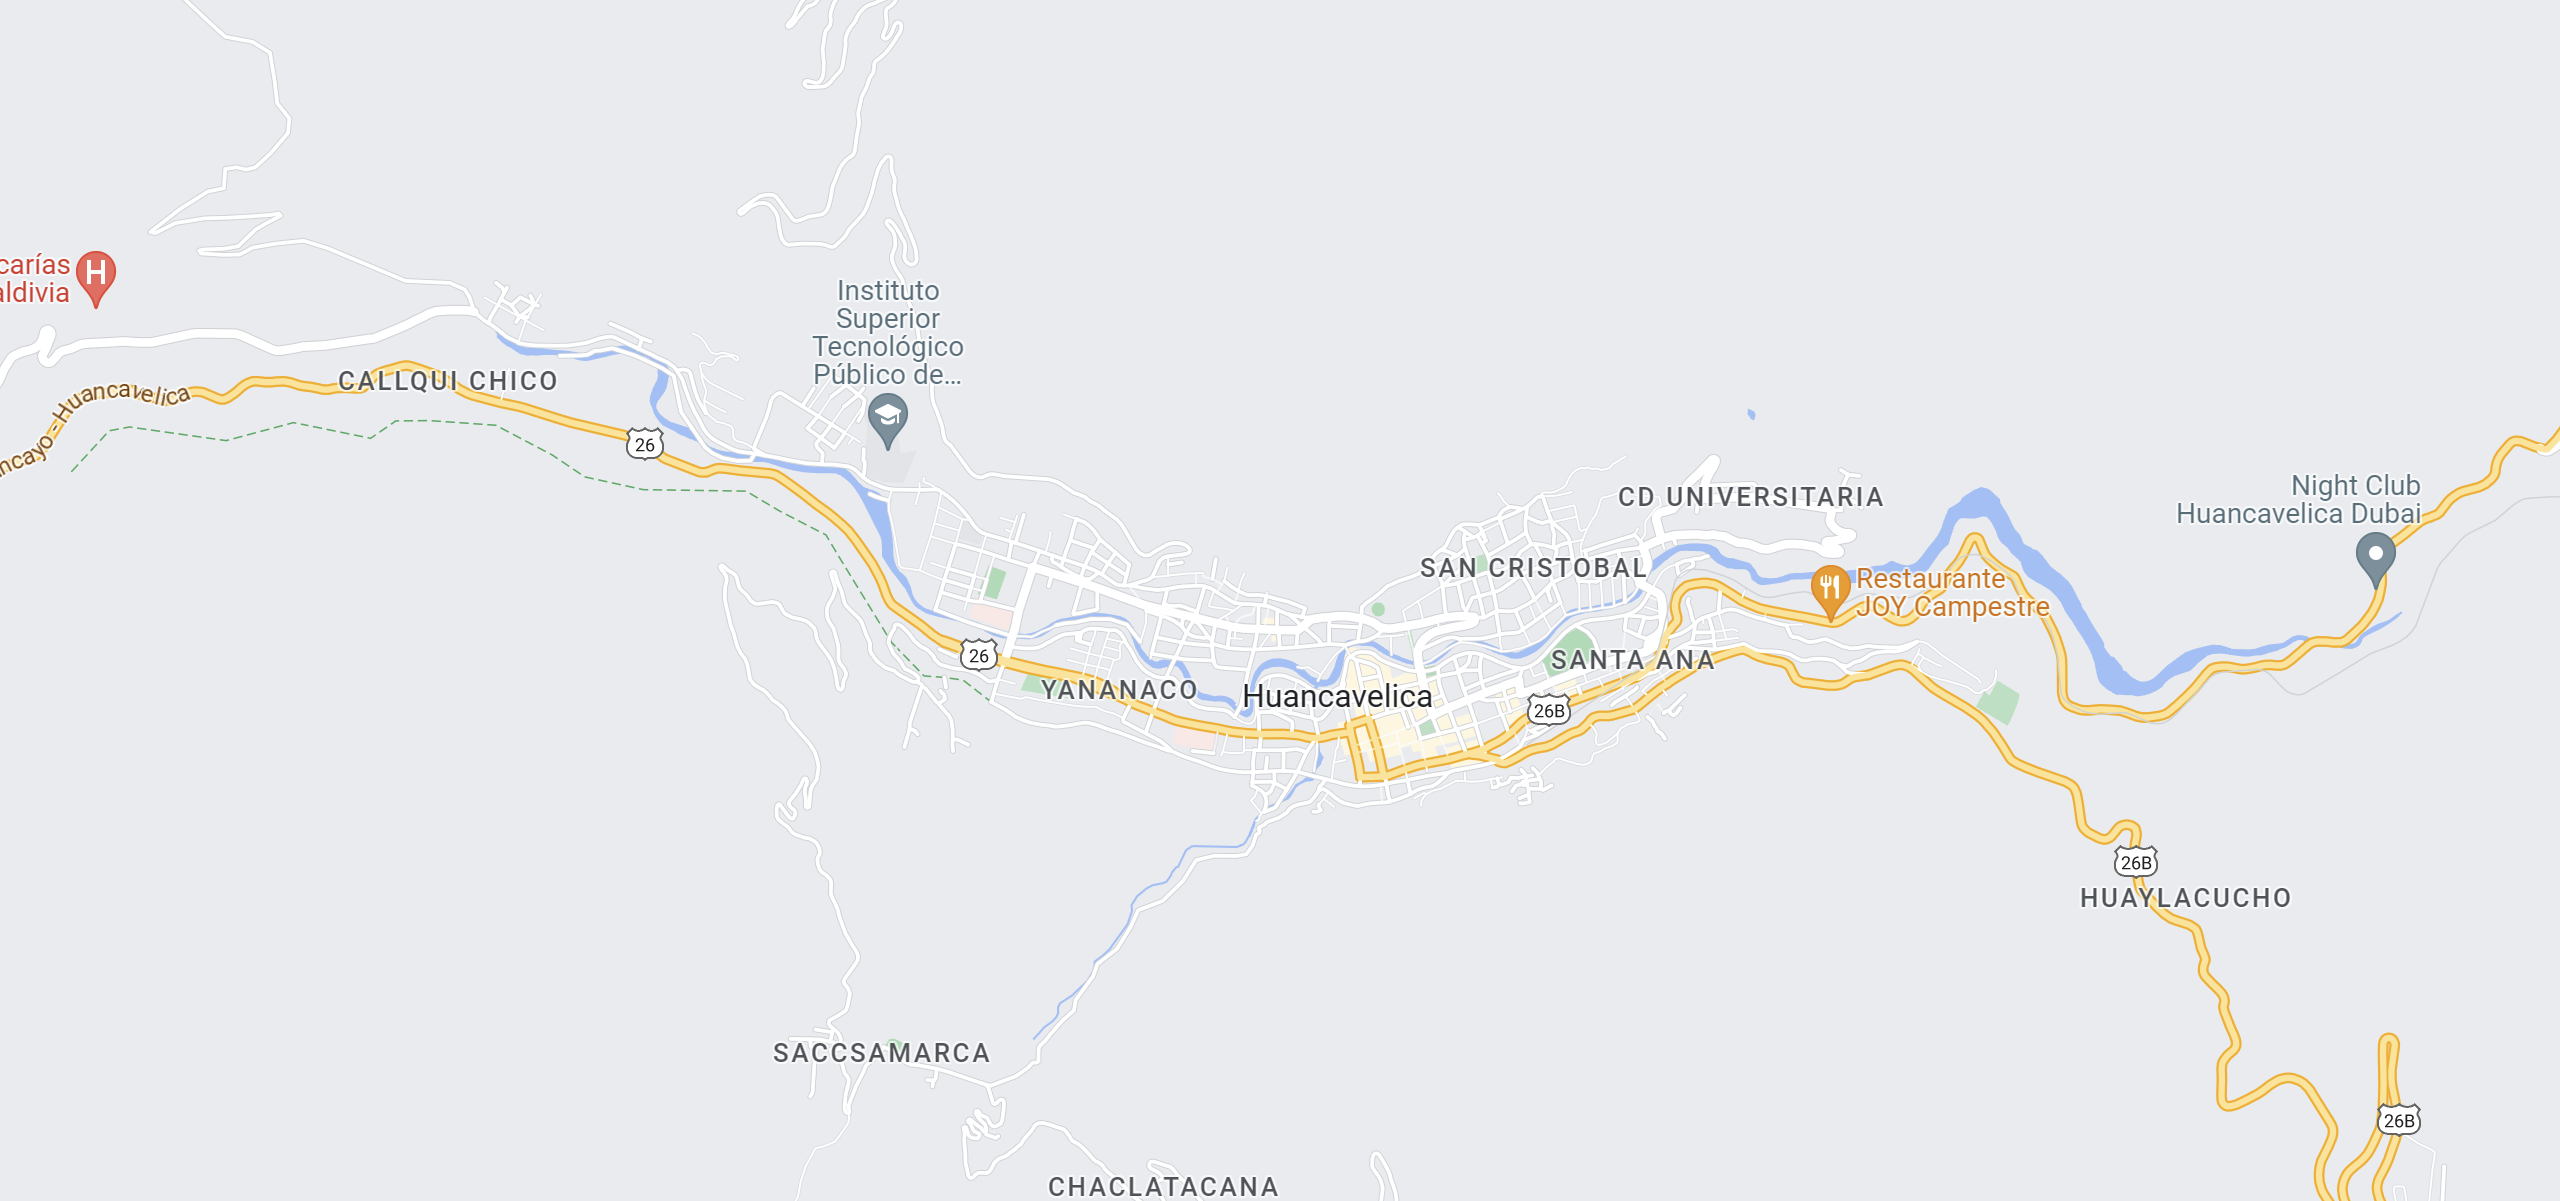 carías
aldivia
H
Instituto
Superior
Tecnológico
Público de...
CALLQUI CHICO
ncayo - Huancavelica
26
CD UNIVERSITARIA
Night Club
Huancavelica Dubai
SAN CRISTOBAL
Restaurante
JOY Campestre
26
SANTA ANA
YANANACO
Huancavelica
26B
26B
HUAYLACUCHO
SACCSAMARCA
26B
CHACLATACANA